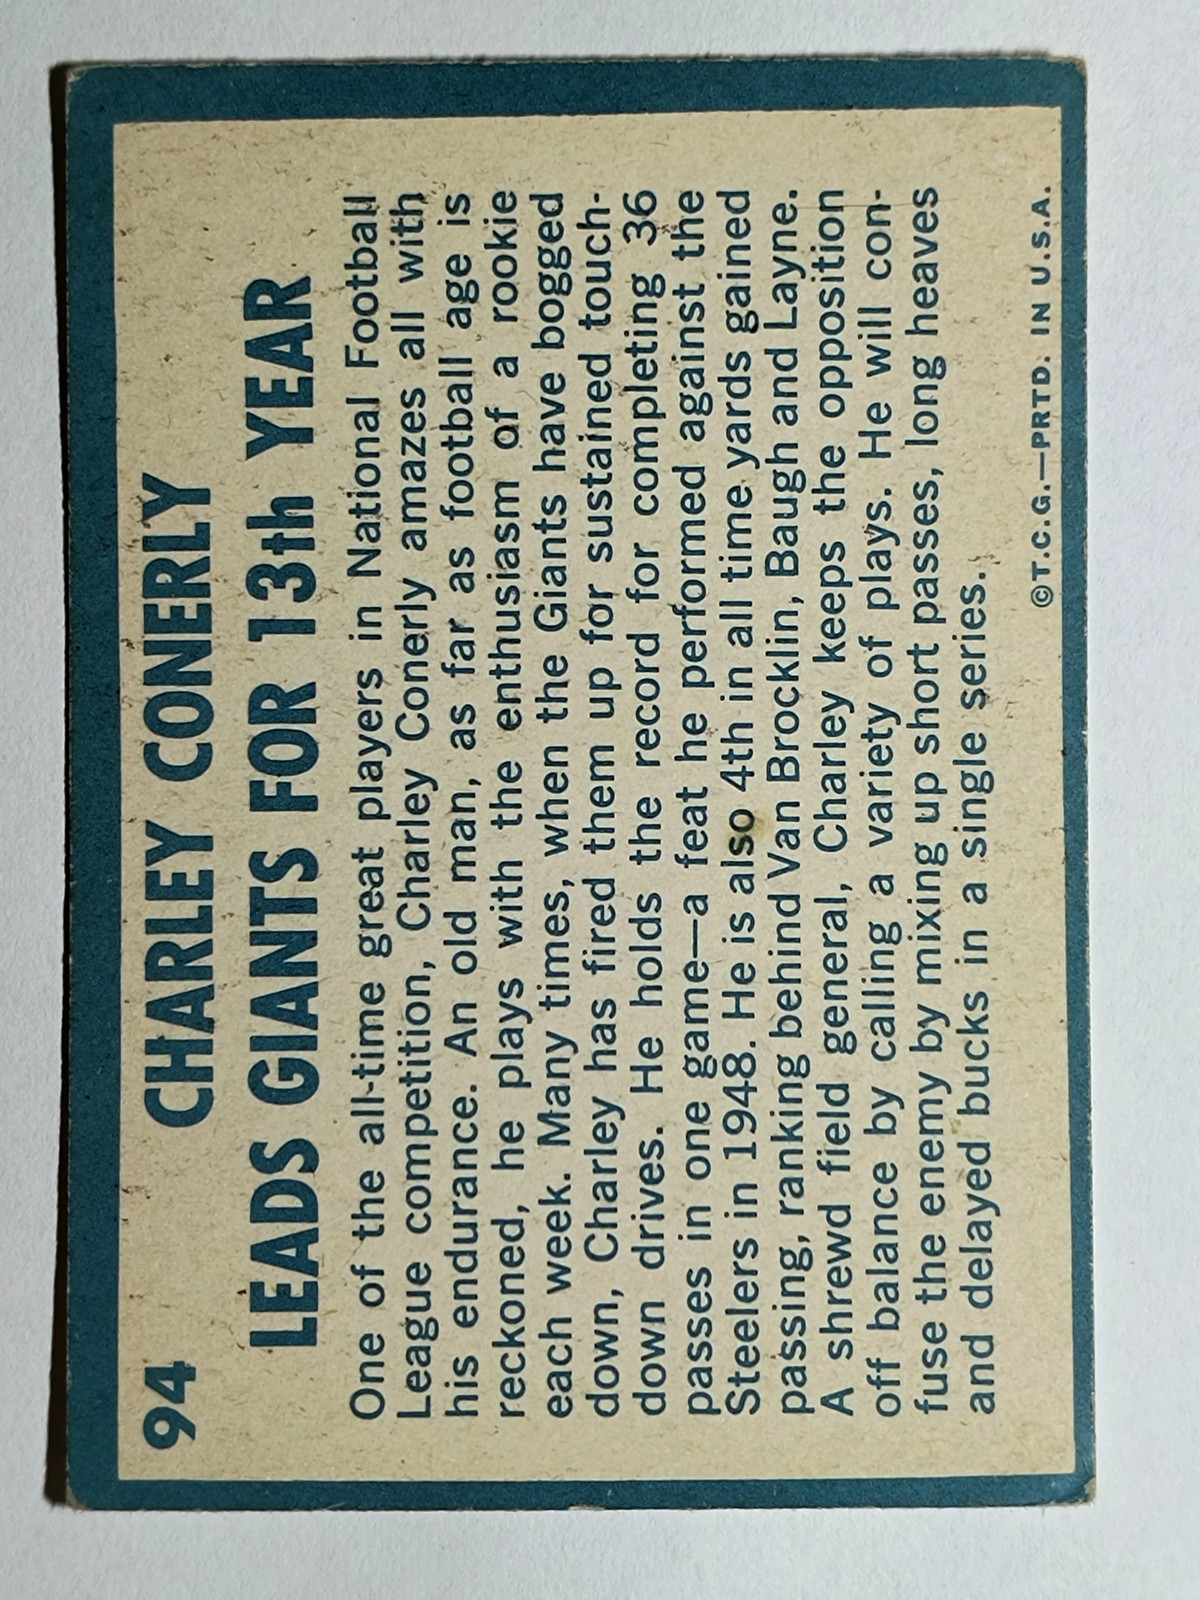 94 CHARLEY CONERLY
LEADS GIANTS FOR 13th YEAR
One of the all-time great players in National Football
League competition, Charley Conerly amazes all with
his endurance. An old man, as far as football age is
reckoned, he plays with the enthusiasm of a rookie
each week. Many times, when the Giants have bogged
down, Charley has fired them up for sustained touch-
down drives. He holds the record for completing 36
passes in one game—a feat he performed against the
Steelers in 1948. He is also 4th in all time yards gained
passing, ranking behind Van Brocklin, Baugh and Layne.
A shrewd field general, Charley keeps the opposition
off balance by calling a variety of plays. He will con-
fuse the enemy by mixing up short passes, long heaves
and delayed bucks in a single series.
©T.C.G.—PRTD. IN U.S.A.